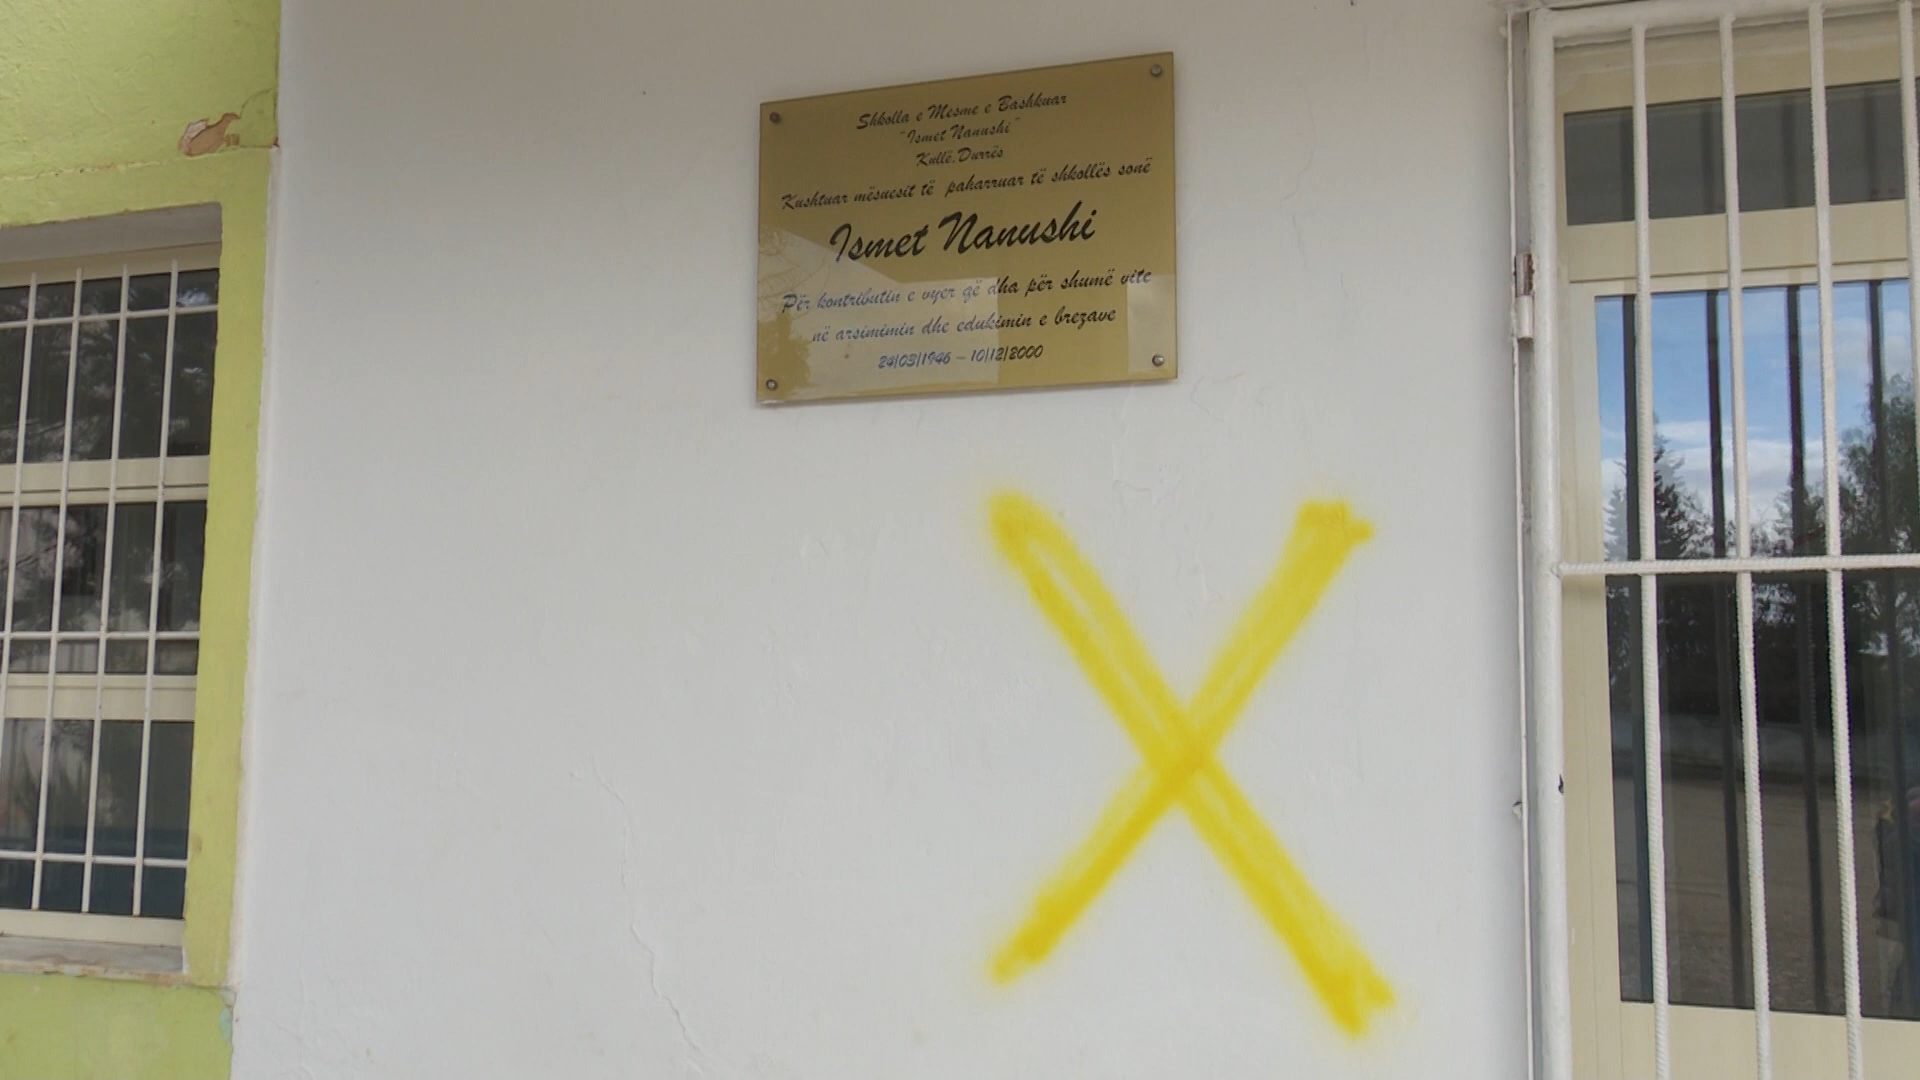 Shkolla e Mesme e Bashkuar
"Ismet Nanushi"
Kullë, Durrës
Kushtuar mësuesit të paharruar të shkollës sonë
Ismet Nanushi
Për kontributin e vyer që dha për shumë vite
në arsimimin dhe edukimin e brezave
24/03/1946 – 10/12/2000
X